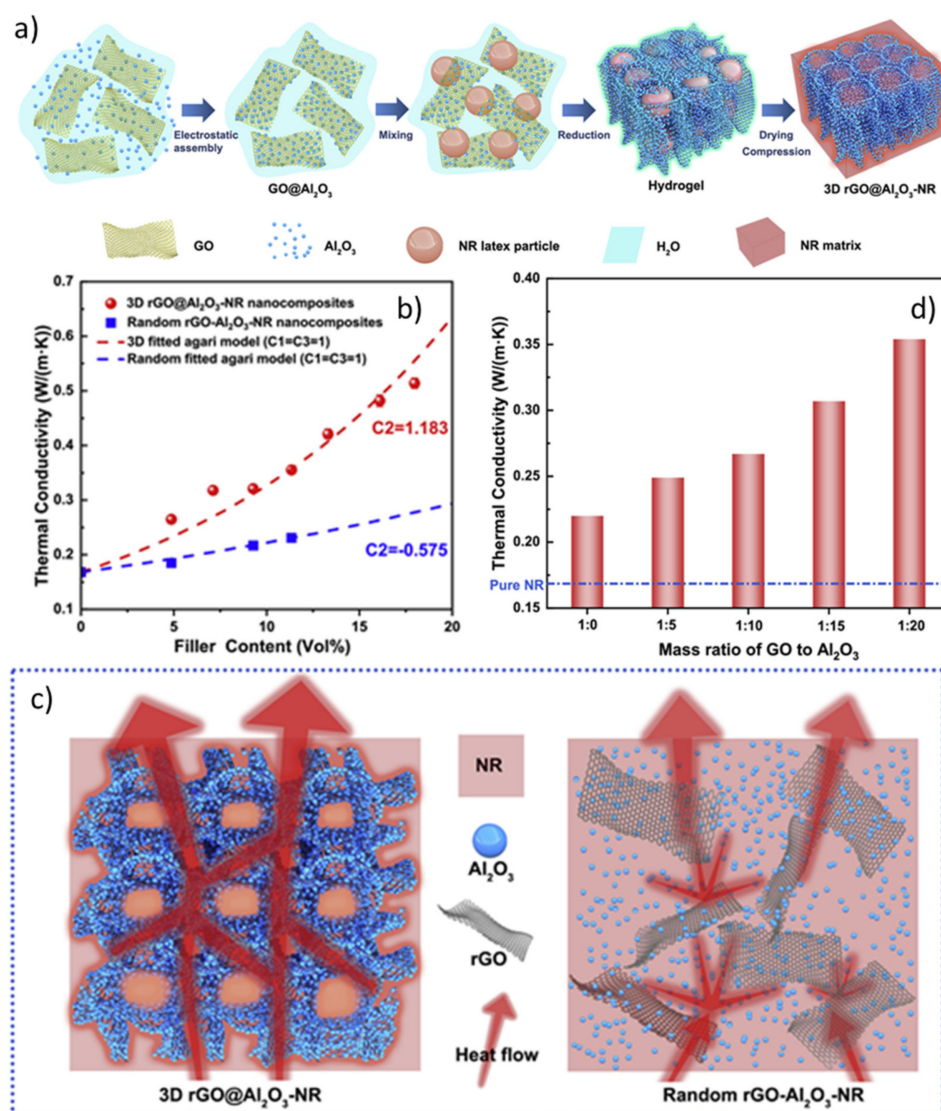 a)
Electrostatic
assembly
Mixing
Reduction
Drying
Compression
GO@Al₂O₃
Hydrogel
3D rGO@Al₂O₃-NR
GO
Al₂O₃
NR latex particle
H₂O
NR matrix
b)
Thermal Conductivity (W/(m·K))
0.7
0.6
0.5
0.4
0.3
0.2
0.1
3D rGO@Al₂O₃-NR nanocomposites
Random rGO-Al₂O₃-NR nanocomposites
3D fitted agari model (C1=C3=1)
Random fitted agari model (C1=C3=1)
C2=1.183
C2=-0.575
0 5 10 15 20
Filler Content (Vol%)
d)
Thermal Conductivity (W/(m·K))
0.40
0.35
0.30
0.25
0.20
0.15
Pure NR
1:0 1:5 1:10 1:15 1:20
Mass ratio of GO to Al₂O₃
c)
NR
Al₂O₃
rGO
Heat flow
3D rGO@Al₂O₃-NR
Random rGO-Al₂O₃-NR